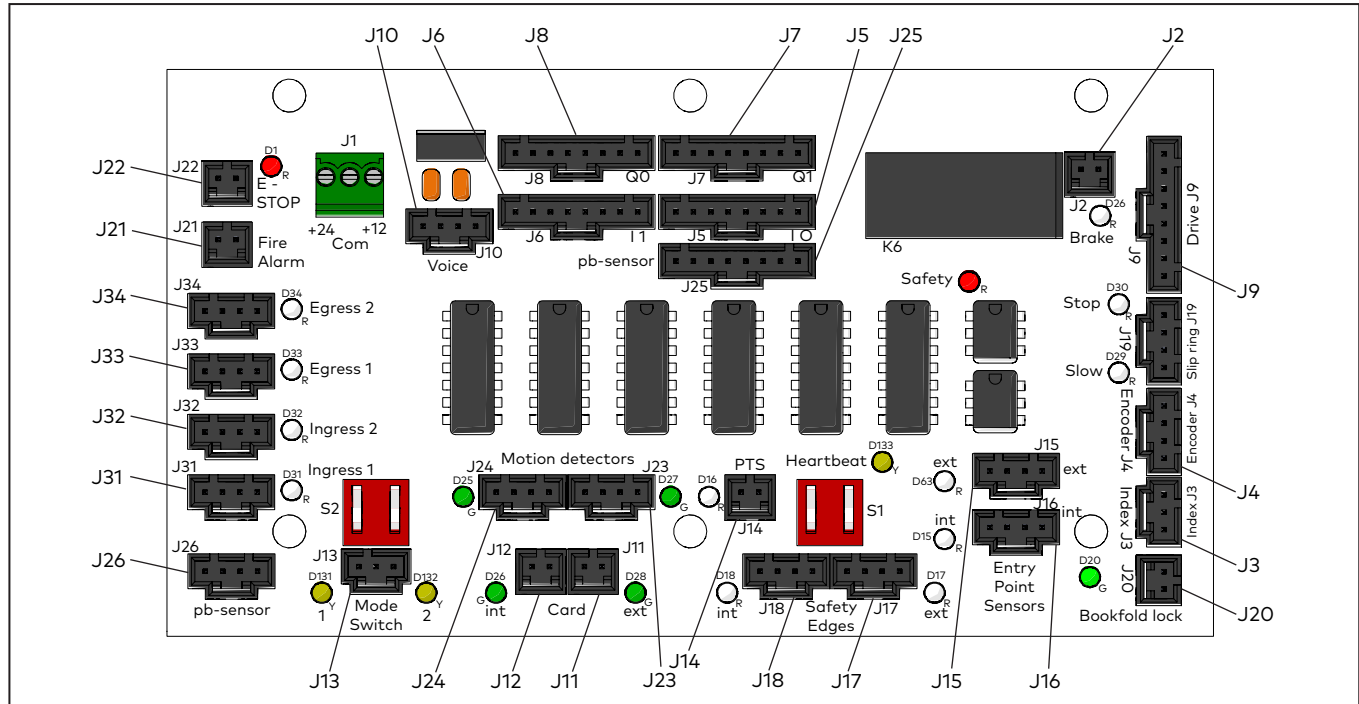 J10 J6 J8 J7 J5 J25 J2
J22 D1 R
E -
STOP
J1
+24 +12
Com
J21
Fire
Alarm
J10
Voice
J8 Q0
J7 Q1
J6 I1
J5 I0
pb-sensor
J25
K6
J2
D26
R
Brake
Drive J9
J9
Safety R
J34 D34 R Egress 2
J33 D33 R Egress 1
J32 D32 R Ingress 2
J31 D31 R Ingress 1
J26
pb-sensor
Stop D30 R
Slow D29 R
J19
Slip ring J19
Encoder J4
Encoder J4
Index J3
Index J3
J20
Bookfold lock
D20
G
S2
J13
D131 Y
1
Mode
Switch
D132 Y
2
Motion detectors
D25 G J24
J23 D27 G
J12 J11
D26 G
int
Card
D28 G
ext
D16 R
PTS
J14
Heartbeat D133 Y
S1
ext
D63 R
int
D15 R
J15 ext
J16 int
Entry
Point
Sensors
D18 R
int
J18
Safety
Edges
J17
D17 R
ext
J22
J21
J34
J33
J32
J31
J26
J9
J4
J3
J20
J13 J24 J12 J11 J14 J23 J18 J17 J15 J16